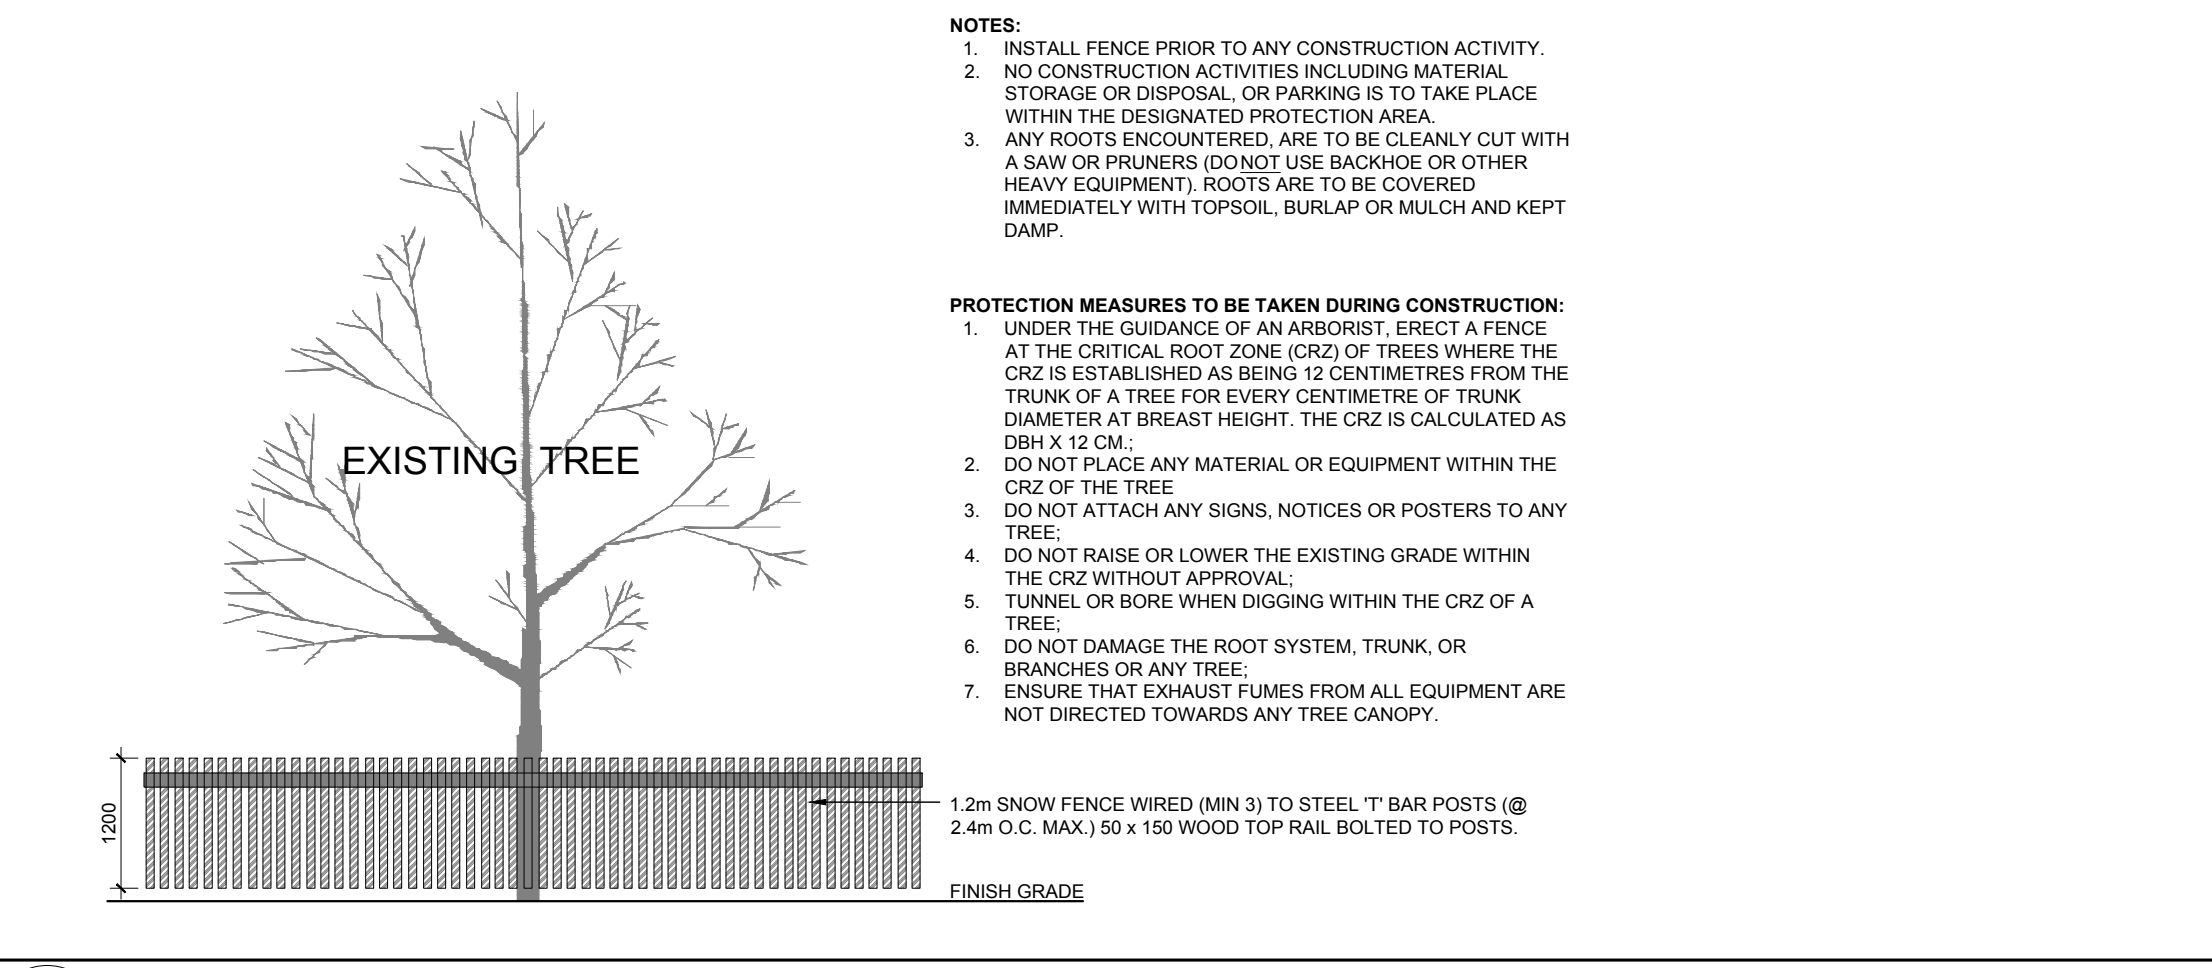 NOTES:
1. INSTALL FENCE PRIOR TO ANY CONSTRUCTION ACTIVITY.
2. NO CONSTRUCTION ACTIVITIES INCLUDING MATERIAL
STORAGE OR DISPOSAL, OR PARKING IS TO TAKE PLACE
WITHIN THE DESIGNATED PROTECTION AREA.
3. ANY ROOTS ENCOUNTERED, ARE TO BE CLEANLY CUT WITH
A SAW OR PRUNERS (DO NOT USE BACKHOE OR OTHER
HEAVY EQUIPMENT). ROOTS ARE TO BE COVERED
IMMEDIATELY WITH TOPSOIL, BURLAP OR MULCH AND KEPT
DAMP.
PROTECTION MEASURES TO BE TAKEN DURING CONSTRUCTION:
1. UNDER THE GUIDANCE OF AN ARBORIST, ERECT A FENCE
AT THE CRITICAL ROOT ZONE (CRZ) OF TREES WHERE THE
CRZ IS ESTABLISHED AS BEING 12 CENTIMETRES FROM THE
TRUNK OF A TREE FOR EVERY CENTIMETRE OF TRUNK
DIAMETER AT BREAST HEIGHT. THE CRZ IS CALCULATED AS
DBH X 12 CM.;
2. DO NOT PLACE ANY MATERIAL OR EQUIPMENT WITHIN THE
CRZ OF THE TREE
3. DO NOT ATTACH ANY SIGNS, NOTICES OR POSTERS TO ANY
TREE;
4. DO NOT RAISE OR LOWER THE EXISTING GRADE WITHIN
THE CRZ WITHOUT APPROVAL;
5. TUNNEL OR BORE WHEN DIGGING WITHIN THE CRZ OF A
TREE;
6. DO NOT DAMAGE THE ROOT SYSTEM, TRUNK, OR
BRANCHES OR ANY TREE;
7. ENSURE THAT EXHAUST FUMES FROM ALL EQUIPMENT ARE
NOT DIRECTED TOWARDS ANY TREE CANOPY.
EXISTING TREE
1200
1.2m SNOW FENCE WIRED (MIN 3) TO STEEL 'T' BAR POSTS (@
2.4m O.C. MAX.) 50 x 150 WOOD TOP RAIL BOLTED TO POSTS.
FINISH GRADE